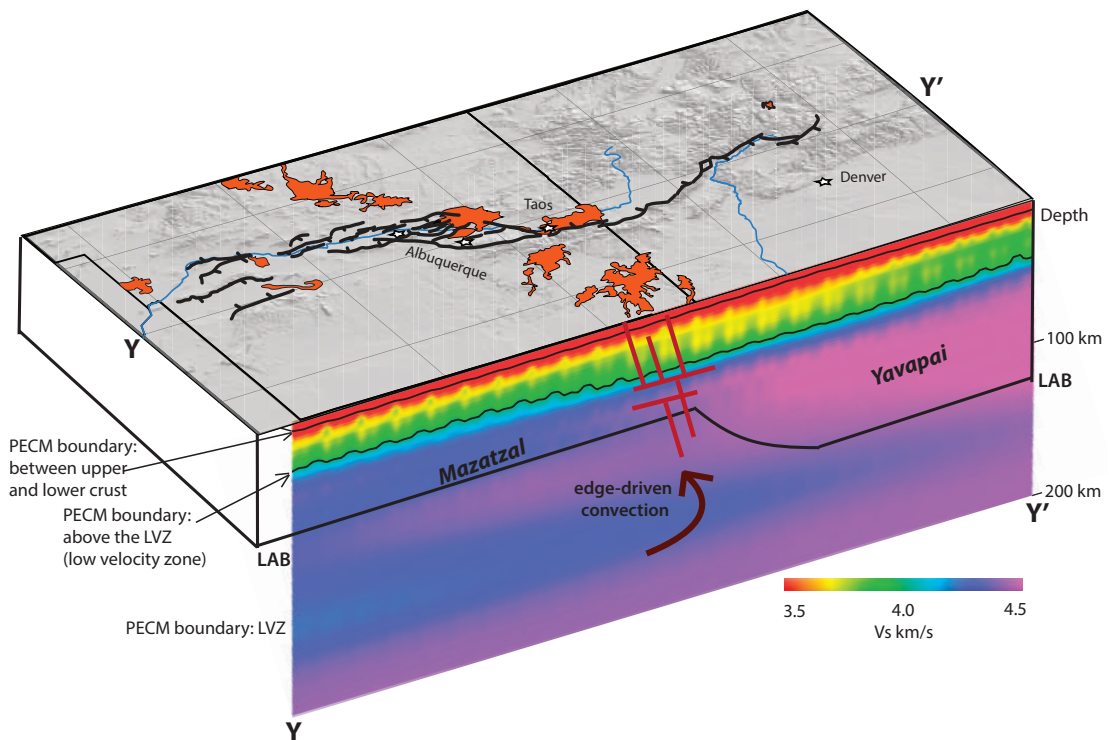 Y'
Denver
Taos
Albuquerque
Y
Depth
100 km
LAB
Yavapai
Mazatzal
PECM boundary:
between upper
and lower crust
PECM boundary:
above the LVZ
(low velocity zone)
LAB
edge-driven
convection
200 km
Y'
PECM boundary: LVZ
3.5
4.0
4.5
Vs km/s
Y